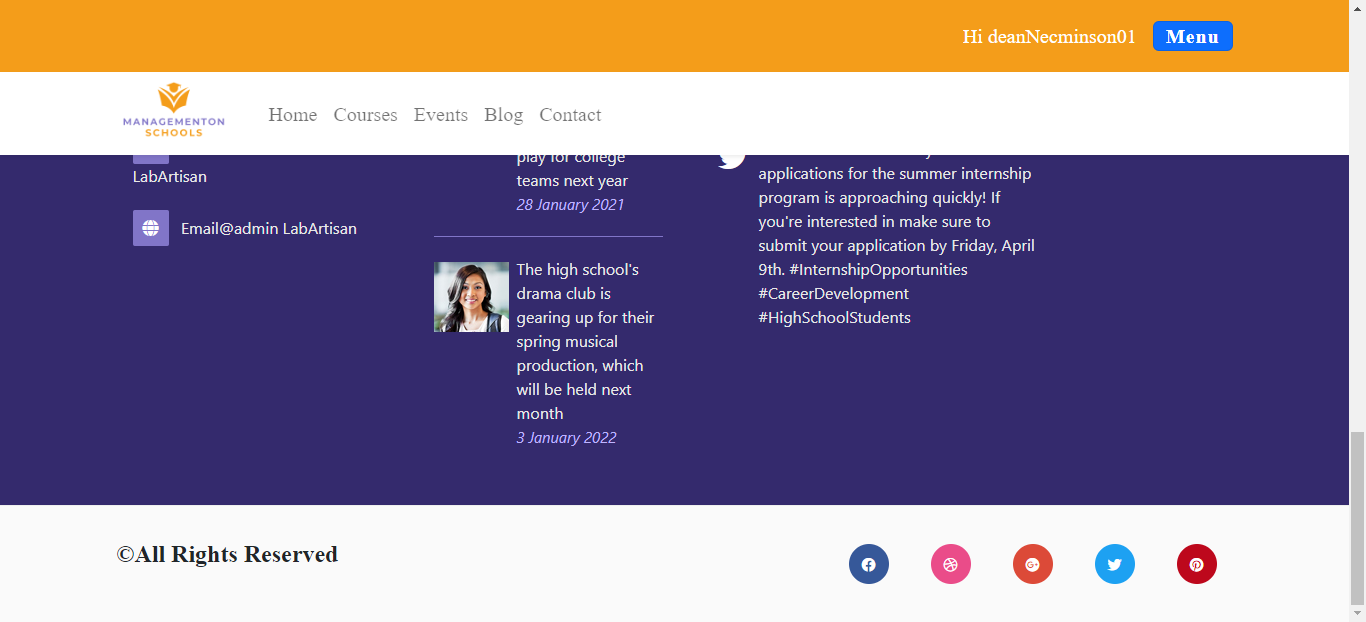 Hi deanNecminson01
Menu
MANAGEMENTON
SCHOOLS
Home
Courses
Events
Blog
Contact
LabArtisan
Email@admin LabArtisan
play for college
teams next year
28 January 2021
The high school's
drama club is
gearing up for their
spring musical
production, which
will be held next
month
3 January 2022
applications for the summer internship
program is approaching quickly! If
you're interested in make sure to
submit your application by Friday, April
9th. #InternshipOpportunities
#CareerDevelopment
#HighSchoolStudents
©All Rights Reserved